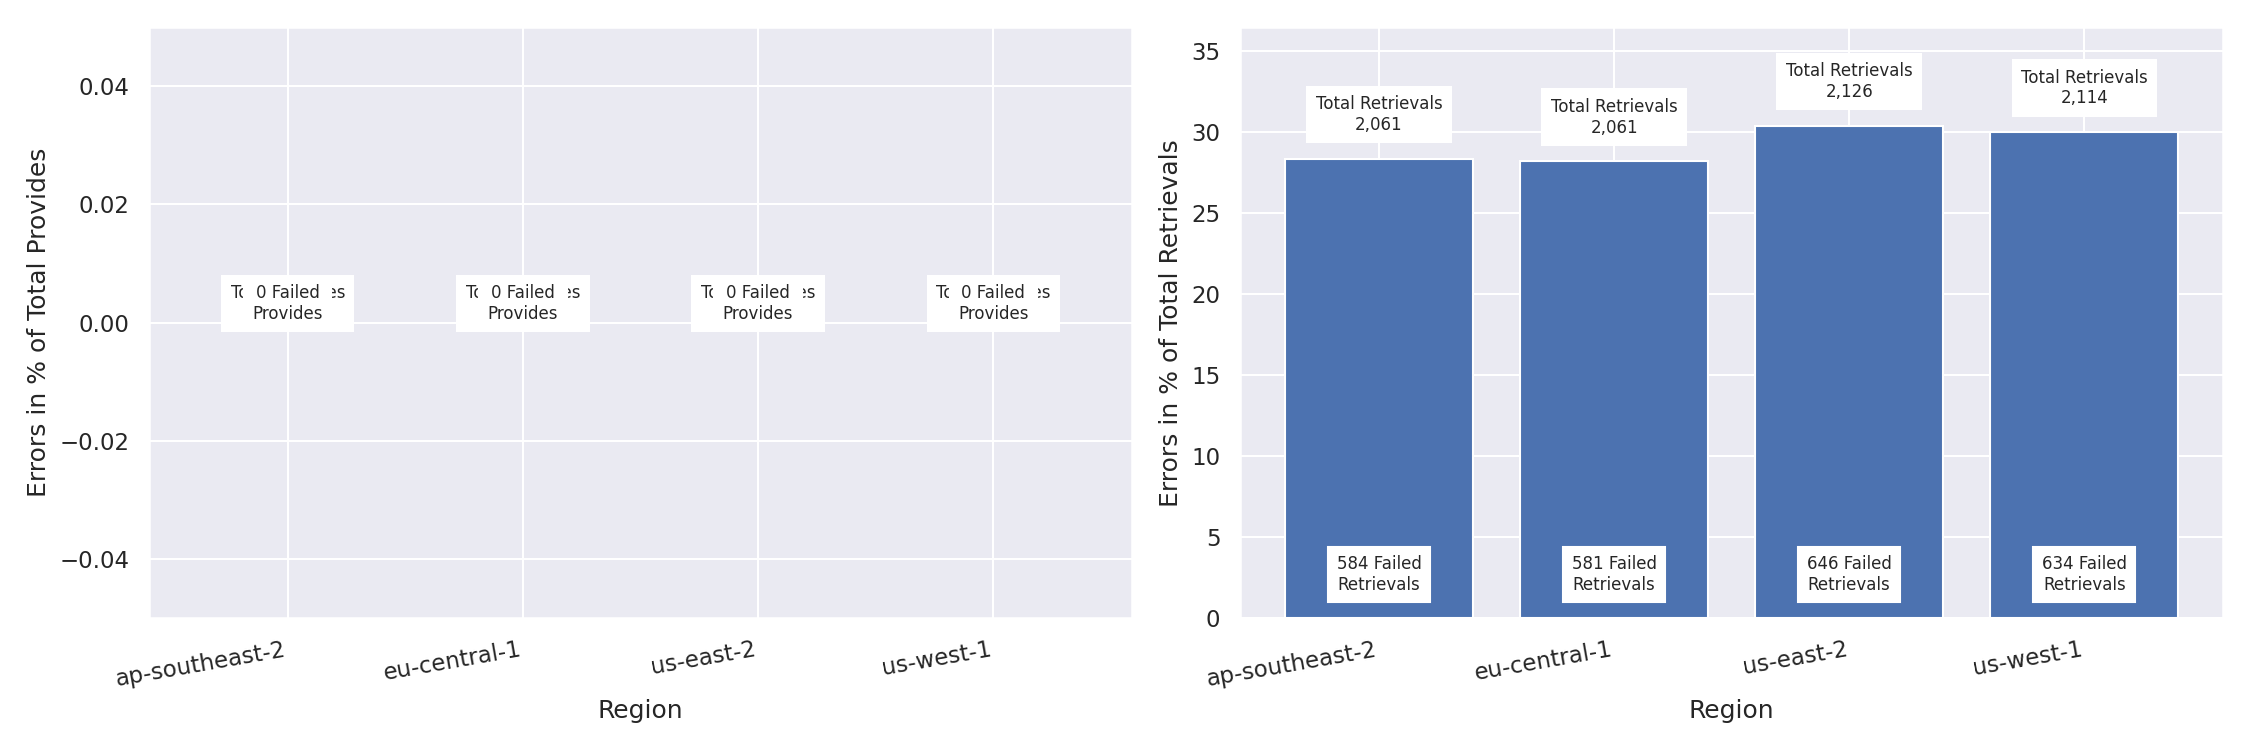 Errors in % of Total Provides
0.04
0.02
0.00
−0.02
−0.04
0 Failed
Provides
0 Failed
Provides
0 Failed
Provides
0 Failed
Provides
ap-southeast-2
eu-central-1
us-east-2
us-west-1
Region
Errors in % of Total Retrievals
35
30
25
20
15
10
5
0
Total Retrievals
2,061
Total Retrievals
2,061
Total Retrievals
2,126
Total Retrievals
2,114
584 Failed
Retrievals
581 Failed
Retrievals
646 Failed
Retrievals
634 Failed
Retrievals
ap-southeast-2
eu-central-1
us-east-2
us-west-1
Region